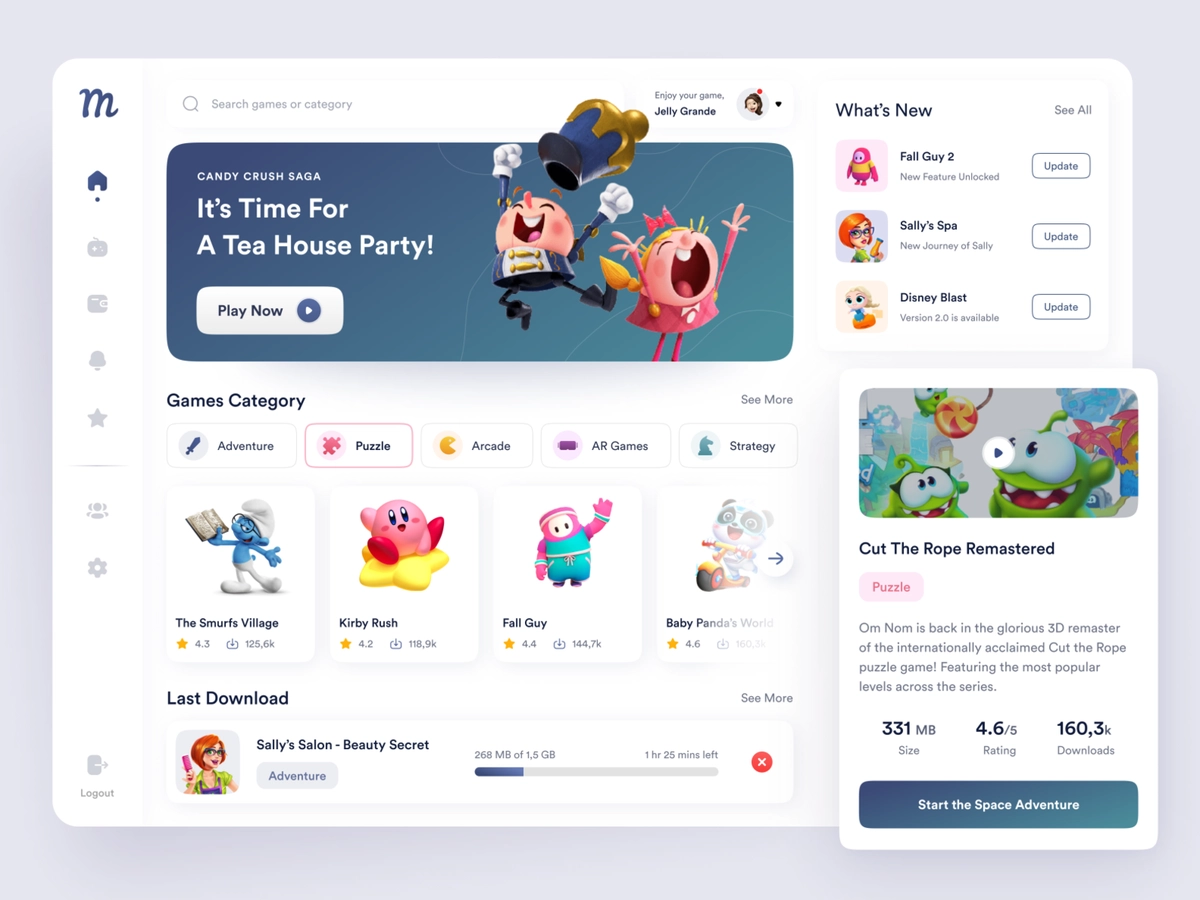 m
Search games or category
Enjoy your game,
Jelly Grande
CANDY CRUSH SAGA
It's Time For
A Tea House Party!
Play Now
What's New
See All
Fall Guy 2
New Feature Unlocked
Update
Sally's Spa
New Journey of Sally
Update
Disney Blast
Version 2.0 is available
Update
Games Category
See More
Adventure
Puzzle
Arcade
AR Games
Strategy
The Smurfs Village
4.3
125,6k
Kirby Rush
4.2
118,9k
Fall Guy
4.4
144,7k
Baby Panda's World
4.6
160,3k
Last Download
See More
Sally's Salon - Beauty Secret
Adventure
268 MB of 1,5 GB
1 hr 25 mins left
Logout
Cut The Rope Remastered
Puzzle
Om Nom is back in the glorious 3D remaster
of the internationally acclaimed Cut the Rope
puzzle game! Featuring the most popular
levels across the series.
331 MB
Size
4.6/5
Rating
160,3k
Downloads
Start the Space Adventure